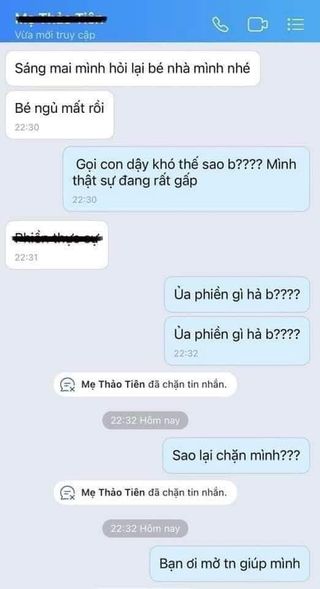 Mẹ Thảo Tiên
Vừa mới truy cập
Sáng mai mình hỏi lại bé nhà mình nhé
Bé ngủ mất rồi
22:30
Gọi con dậy khó thế sao b???? Mình
thật sự đang rất gấp
22:30
22:31
Ủa phiền gì hả b????
Ủa phiền gì hả b????
22:32
Mẹ Thảo Tiên đã chặn tin nhắn.
22:32 Hôm nay
Sao lại chặn mình???
Mẹ Thảo Tiên đã chặn tin nhắn.
22:32 Hôm nay
Bạn ơi mở tn giúp mình